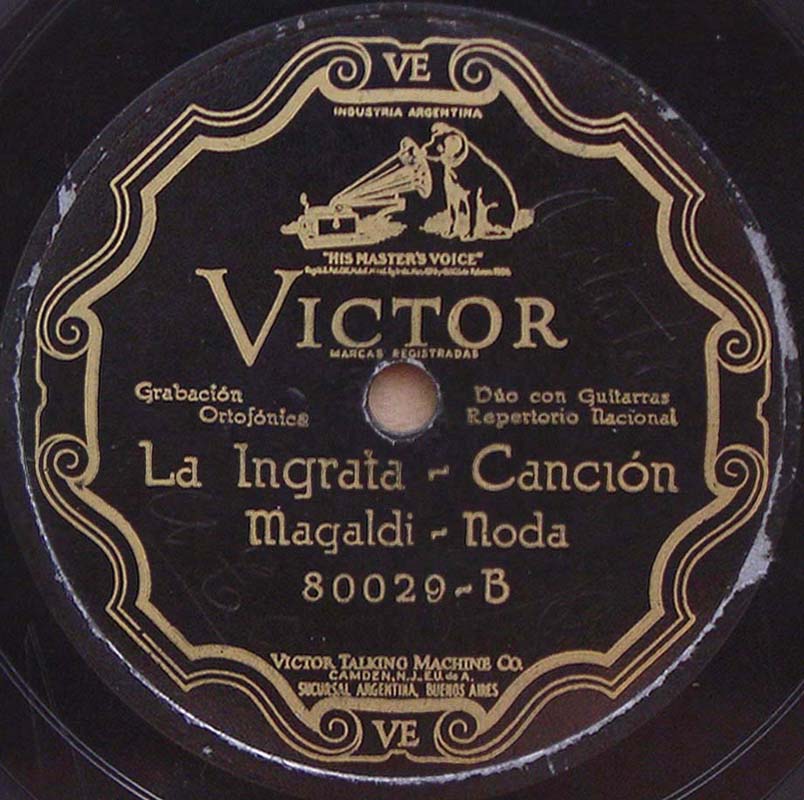 VE
INDUSTRIA ARGENTINA
"HIS MASTER'S VOICE"
VICTOR
MARCAS REGISTRADAS
Grabación
Ortofónica
Dúo con Guitarras
Repertorio Nacional
La Ingrata - Canción
Magaldi - Noda
80029-B
VICTOR TALKING MACHINE CO.
CAMDEN, N.J., E.U. de A.
SUCURSAL ARGENTINA, BUENOS AIRES
VE